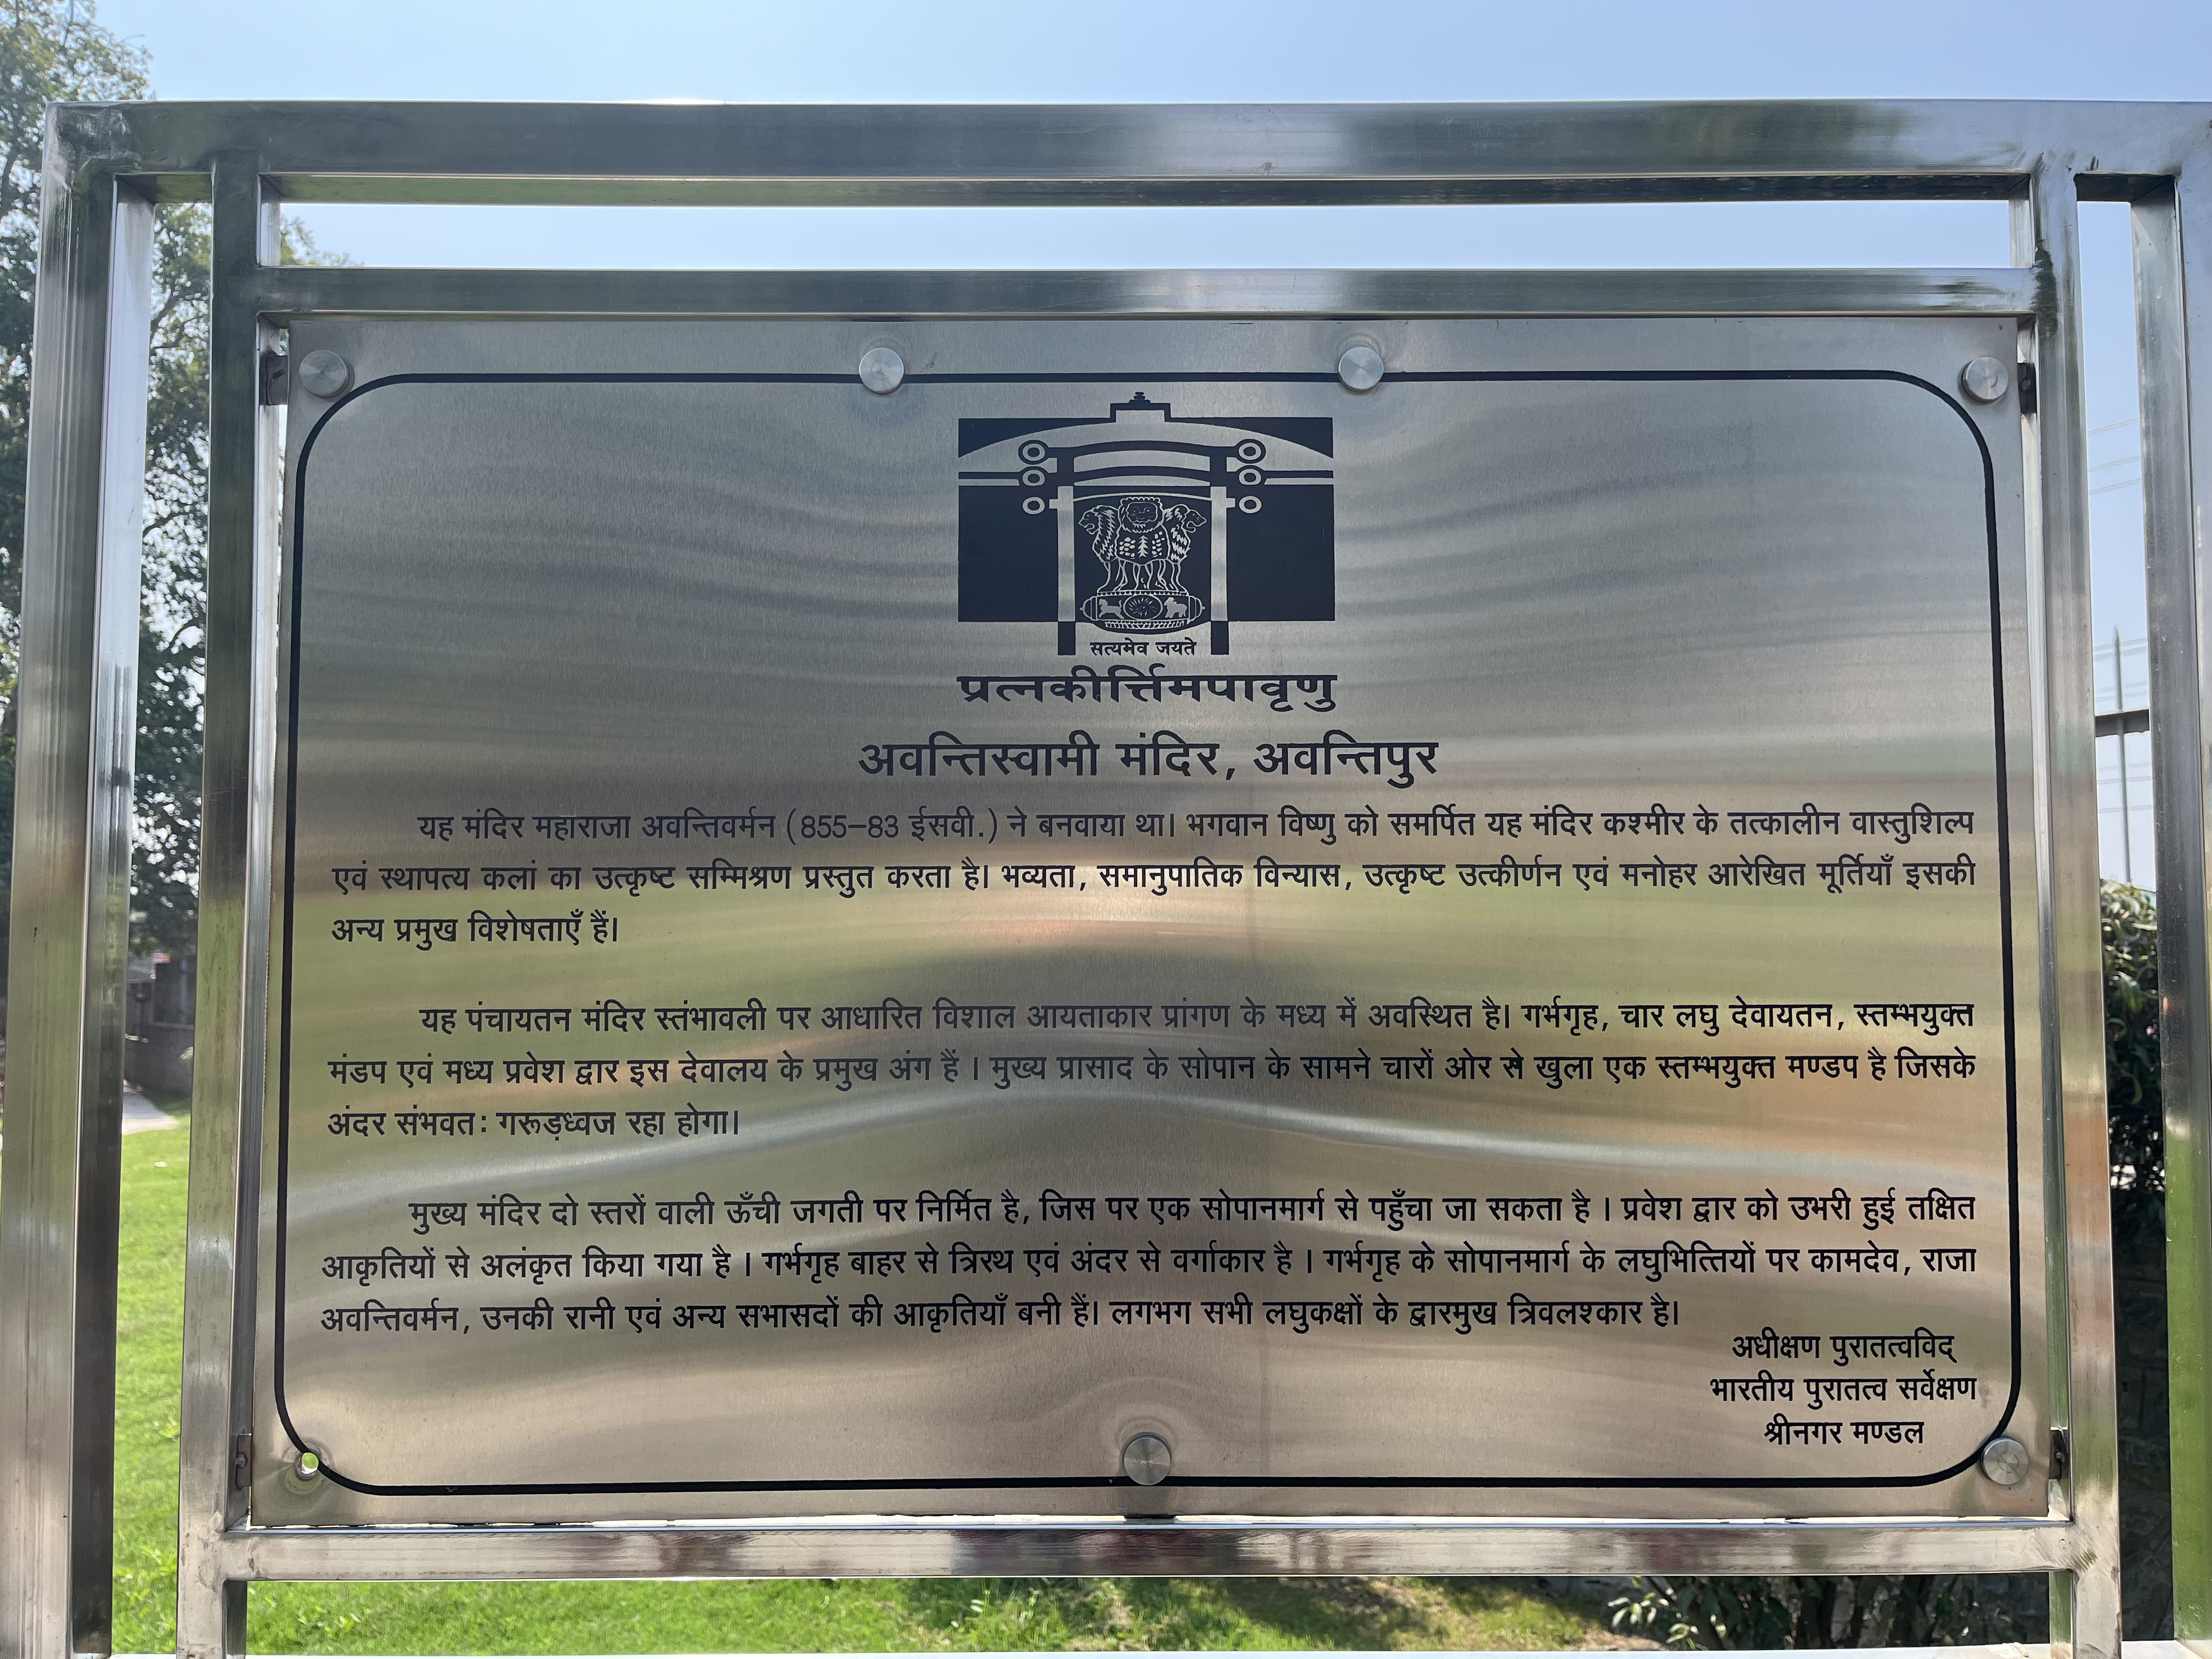 सत्यमेव जयते
प्रत्नकीर्त्तिमपावृणु
अवन्तिस्वामी मंदिर, अवन्तिपुर
यह मंदिर महाराजा अवन्तिवर्मन (855–83 ईसवी.) ने बनवाया था। भगवान विष्णु को समर्पित यह मंदिर कश्मीर के तत्कालीन वास्तुशिल्प
एवं स्थापत्य कलां का उत्कृष्ट सम्मिश्रण प्रस्तुत करता है। भव्यता, समानुपातिक विन्यास, उत्कृष्ट उत्कीर्णन एवं मनोहर आरेखित मूर्तियाँ इसकी
अन्य प्रमुख विशेषताएँ हैं।
यह पंचायतन मंदिर स्तंभावली पर आधारित विशाल आयताकार प्रांगण के मध्य में अवस्थित है। गर्भगृह, चार लघु देवायतन, स्तम्भयुक्त
मंडप एवं मध्य प्रवेश द्वार इस देवालय के प्रमुख अंग हैं । मुख्य प्रासाद के सोपान के सामने चारों ओर से खुला एक स्तम्भयुक्त मण्डप है जिसके
अंदर संभवतः गरूड़ध्वज रहा होगा।
मुख्य मंदिर दो स्तरों वाली ऊँची जगती पर निर्मित है, जिस पर एक सोपानमार्ग से पहुँचा जा सकता है । प्रवेश द्वार को उभरी हुई तक्षित
आकृतियों से अलंकृत किया गया है । गर्भगृह बाहर से त्रिरथ एवं अंदर से वर्गाकार है । गर्भगृह के सोपानमार्ग के लघुभित्तियों पर कामदेव, राजा
अवन्तिवर्मन, उनकी रानी एवं अन्य सभासदों की आकृतियाँ बनी हैं। लगभग सभी लघुकक्षों के द्वारमुख त्रिवलश्कार है।
अधीक्षण पुरातत्वविद्
भारतीय पुरातत्व सर्वेक्षण
श्रीनगर मण्डल